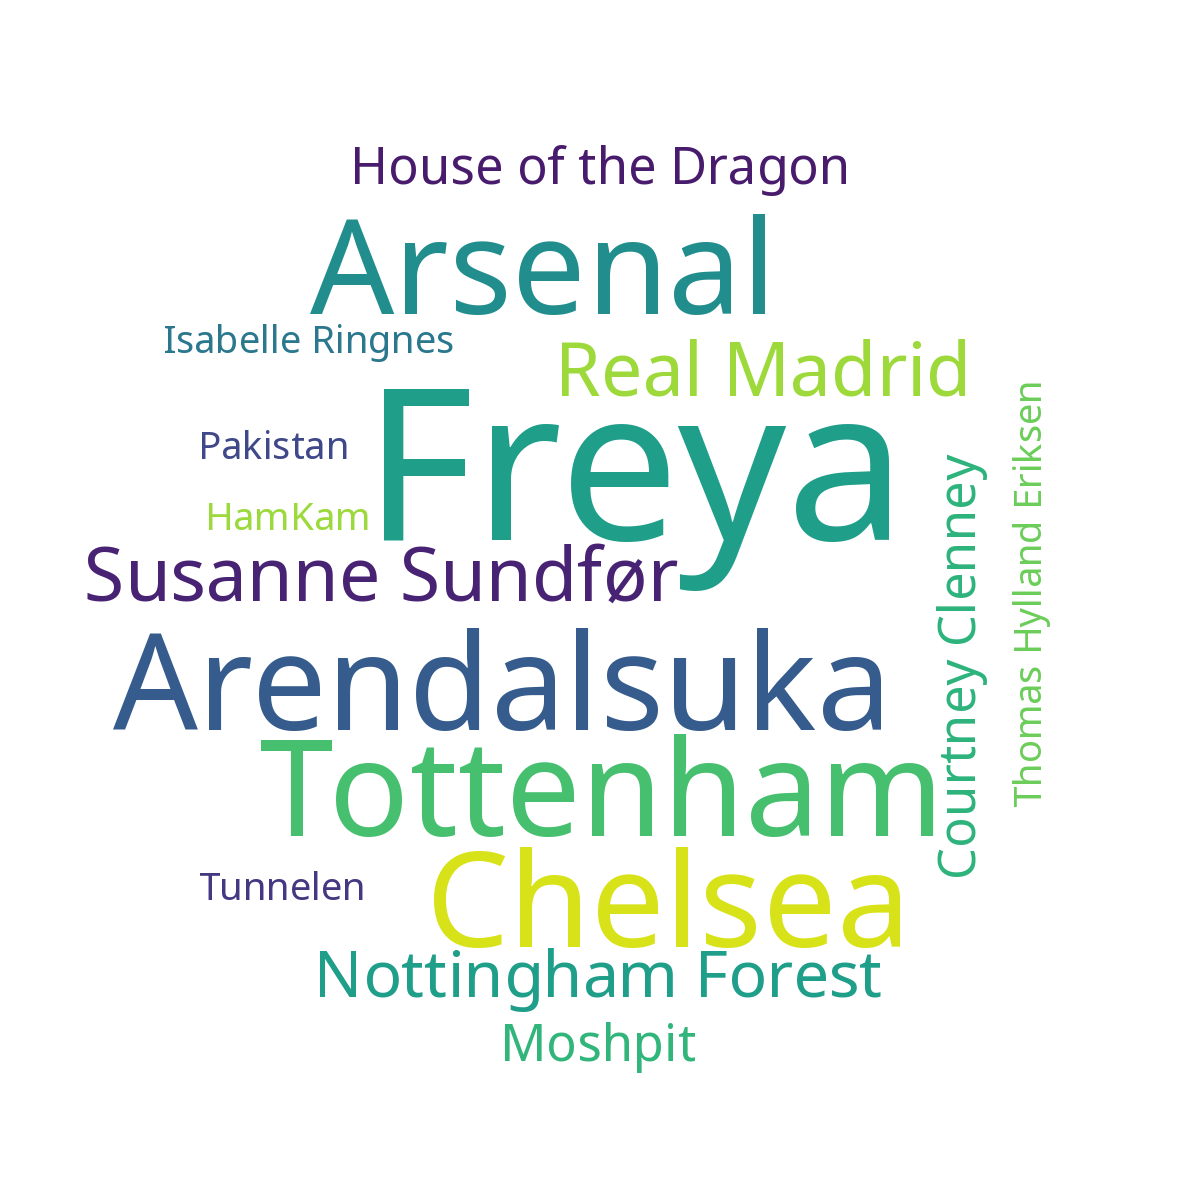 House of the Dragon
Arsenal
Isabelle Ringnes
Real Madrid
Freya
Pakistan
HamKam
Susanne Sundfør
Courtney Clenney
Thomas Hylland Eriksen
Arendalsuka
Tottenham
Chelsea
Tunnelen
Nottingham Forest
Moshpit